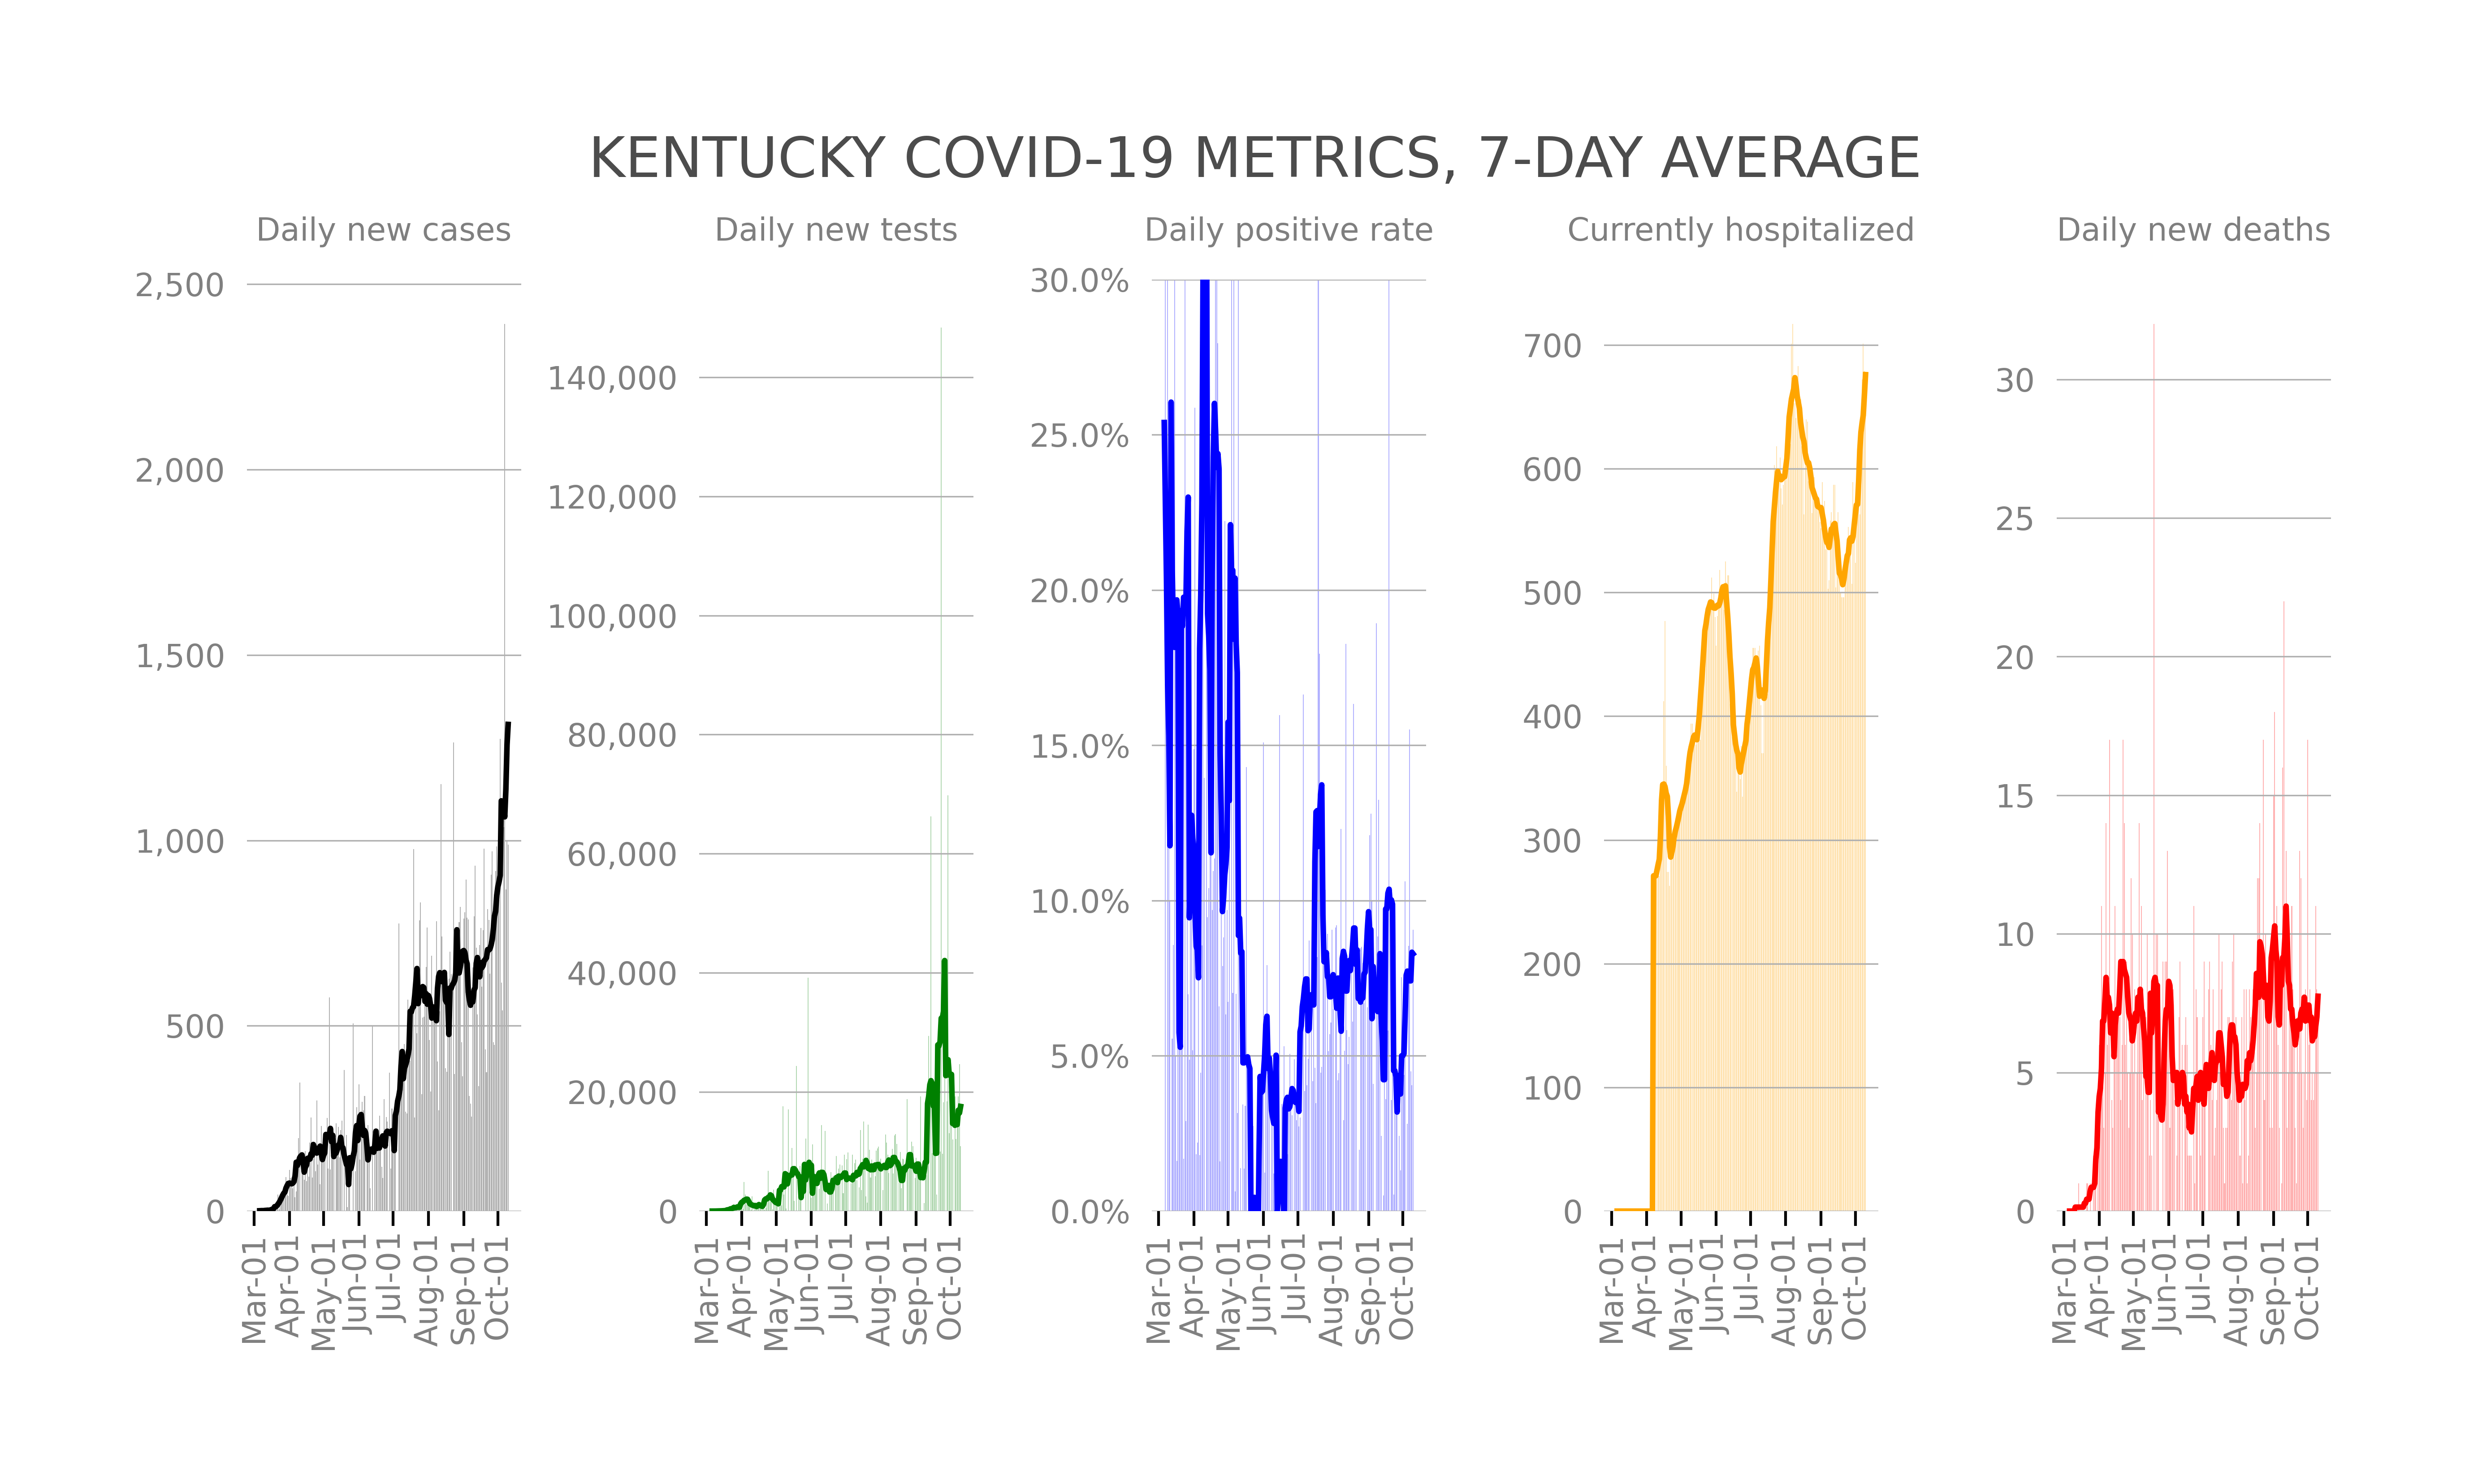 KENTUCKY COVID-19 METRICS, 7-DAY AVERAGE
Daily new cases
2,500
2,000
1,500
1,000
500
0
Mar-01
Apr-01
May-01
Jun-01
Jul-01
Aug-01
Sep-01
Oct-01
Daily new tests
140,000
120,000
100,000
80,000
60,000
40,000
20,000
0
Mar-01
Apr-01
May-01
Jun-01
Jul-01
Aug-01
Sep-01
Oct-01
Daily positive rate
30.0%
25.0%
20.0%
15.0%
10.0%
5.0%
0.0%
Mar-01
Apr-01
May-01
Jun-01
Jul-01
Aug-01
Sep-01
Oct-01
Currently hospitalized
700
600
500
400
300
200
100
0
Mar-01
Apr-01
May-01
Jun-01
Jul-01
Aug-01
Sep-01
Oct-01
Daily new deaths
30
25
20
15
10
5
0
Mar-01
Apr-01
May-01
Jun-01
Jul-01
Aug-01
Sep-01
Oct-01